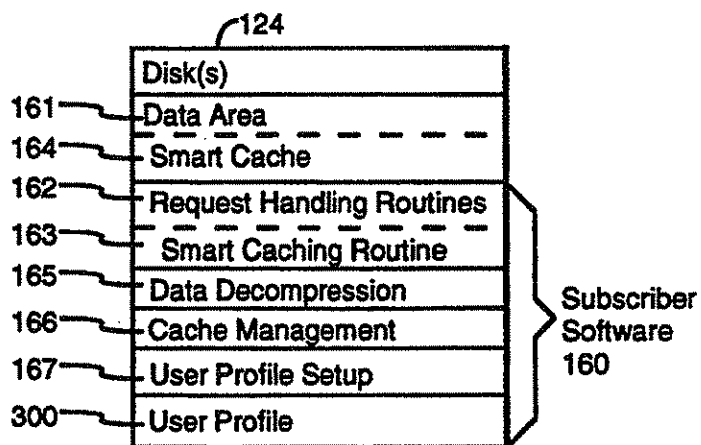 124
Disk(s)
161 Data Area
164 Smart Cache
162 Request Handling Routines
163 Smart Caching Routine
165 Data Decompression
166 Cache Management
167 User Profile Setup
300 User Profile
Subscriber
Software
160